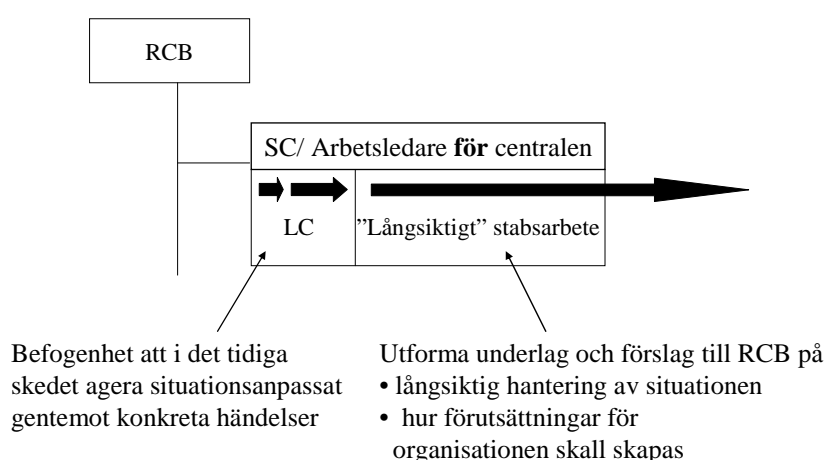 RCB
SC/ Arbetsledare för centralen
LC
”Långsiktigt” stabsarbete
Befogenhet att i det tidiga
skedet agera situationsanpassat
gentemot konkreta händelser
Utforma underlag och förslag till RCB på
• långsiktig hantering av situationen
• hur förutsättningar för
organisationen skall skapas